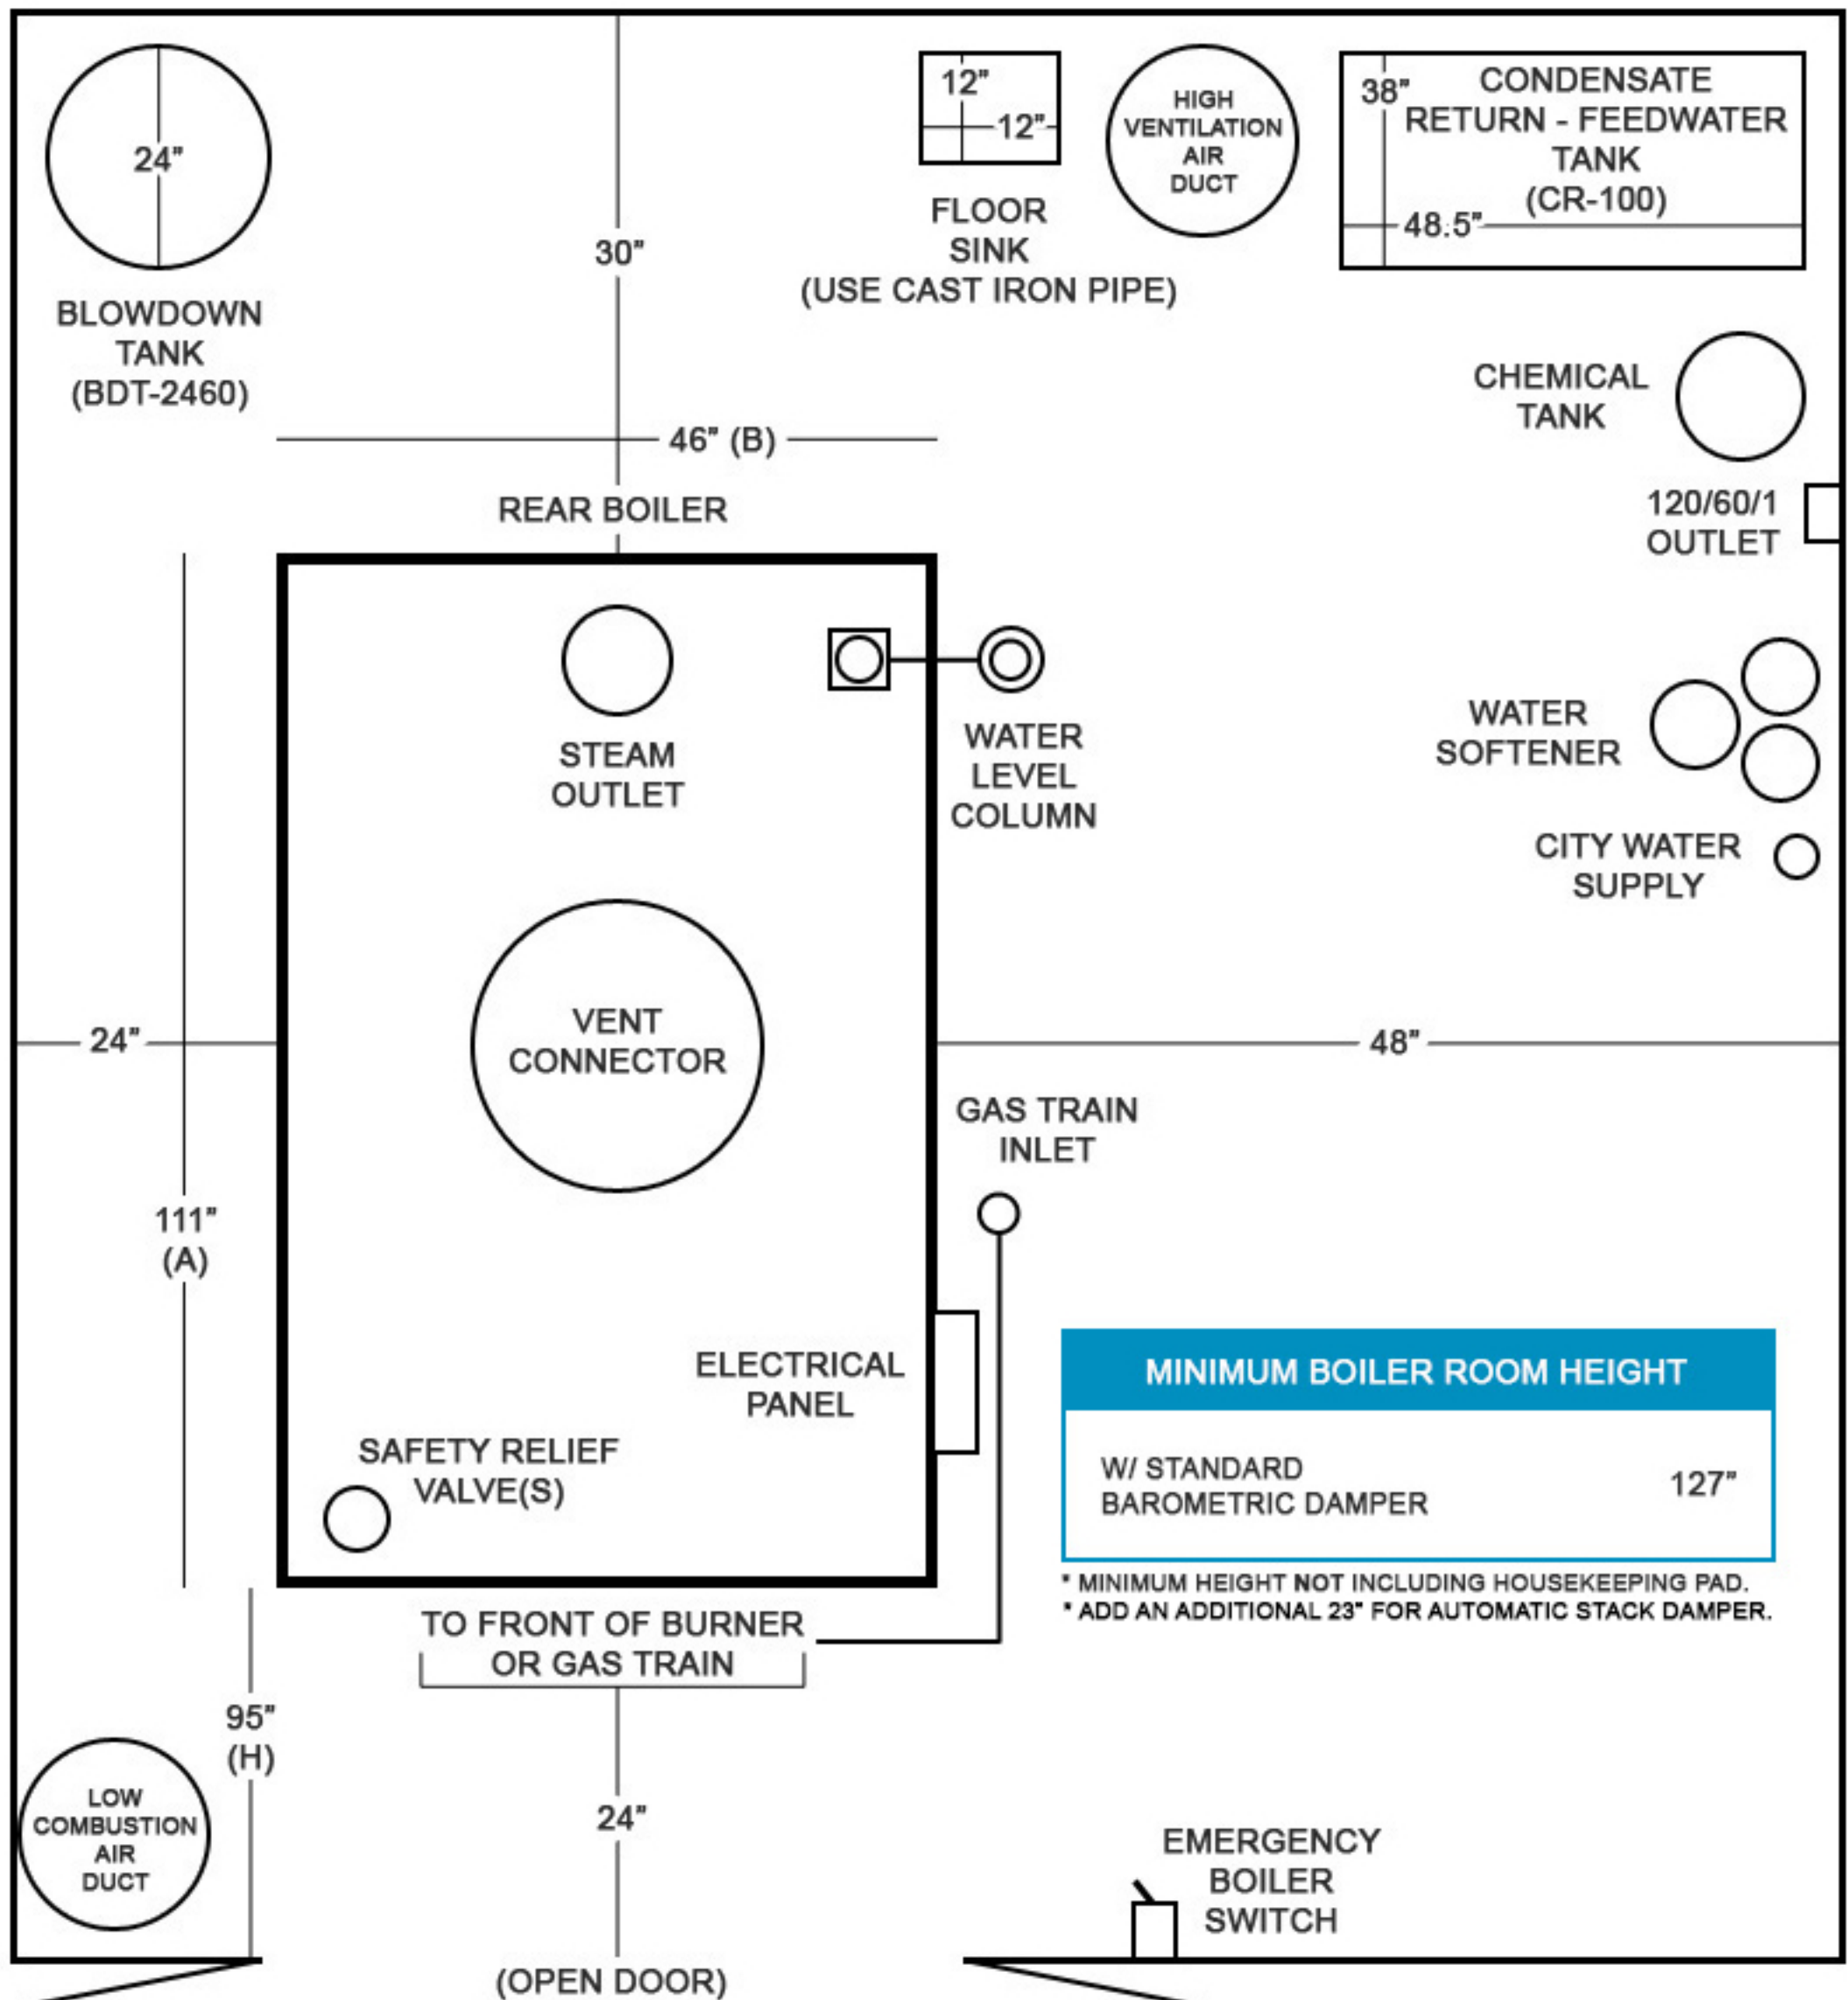 24”
BLOWDOWN
TANK
(BDT-2460)
30”
12”
12”
FLOOR
SINK
(USE CAST IRON PIPE)
HIGH
VENTILATION
AIR
DUCT
38”
CONDENSATE
RETURN - FEEDWATER
TANK
(CR-100)
48.5”
CHEMICAL
TANK
46” (B)
REAR BOILER
120/60/1
OUTLET
STEAM
OUTLET
WATER
LEVEL
COLUMN
WATER
SOFTENER
CITY WATER
SUPPLY
24”
VENT
CONNECTOR
48”
GAS TRAIN
INLET
111”
(A)
ELECTRICAL
PANEL
SAFETY RELIEF
VALVE(S)
MINIMUM BOILER ROOM HEIGHT
W/ STANDARD
BAROMETRIC DAMPER
127”
* MINIMUM HEIGHT NOT INCLUDING HOUSEKEEPING PAD.
* ADD AN ADDITIONAL 23" FOR AUTOMATIC STACK DAMPER.
TO FRONT OF BURNER
OR GAS TRAIN
95”
(H)
LOW
COMBUSTION
AIR
DUCT
24”
EMERGENCY
BOILER
SWITCH
(OPEN DOOR)